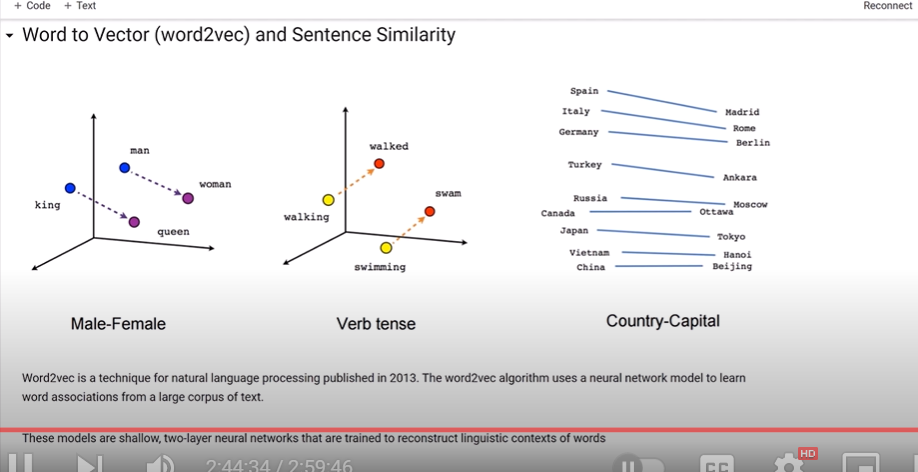 + Code + Text Reconnect
Word to Vector (word2vec) and Sentence Similarity
man
woman
king
queen
walked
swam
walking
swimming
Spain
Madrid
Italy
Rome
Germany
Berlin
Turkey
Ankara
Russia
Moscow
Canada
Ottawa
Japan
Tokyo
Vietnam
Hanoi
China
Beijing
Male-Female
Verb tense
Country-Capital
Word2vec is a technique for natural language processing published in 2013. The word2vec algorithm uses a neural network model to learn
word associations from a large corpus of text.
These models are shallow, two-layer neural networks that are trained to reconstruct linguistic contexts of words
2:44:34 / 2:59:46
CC
HD